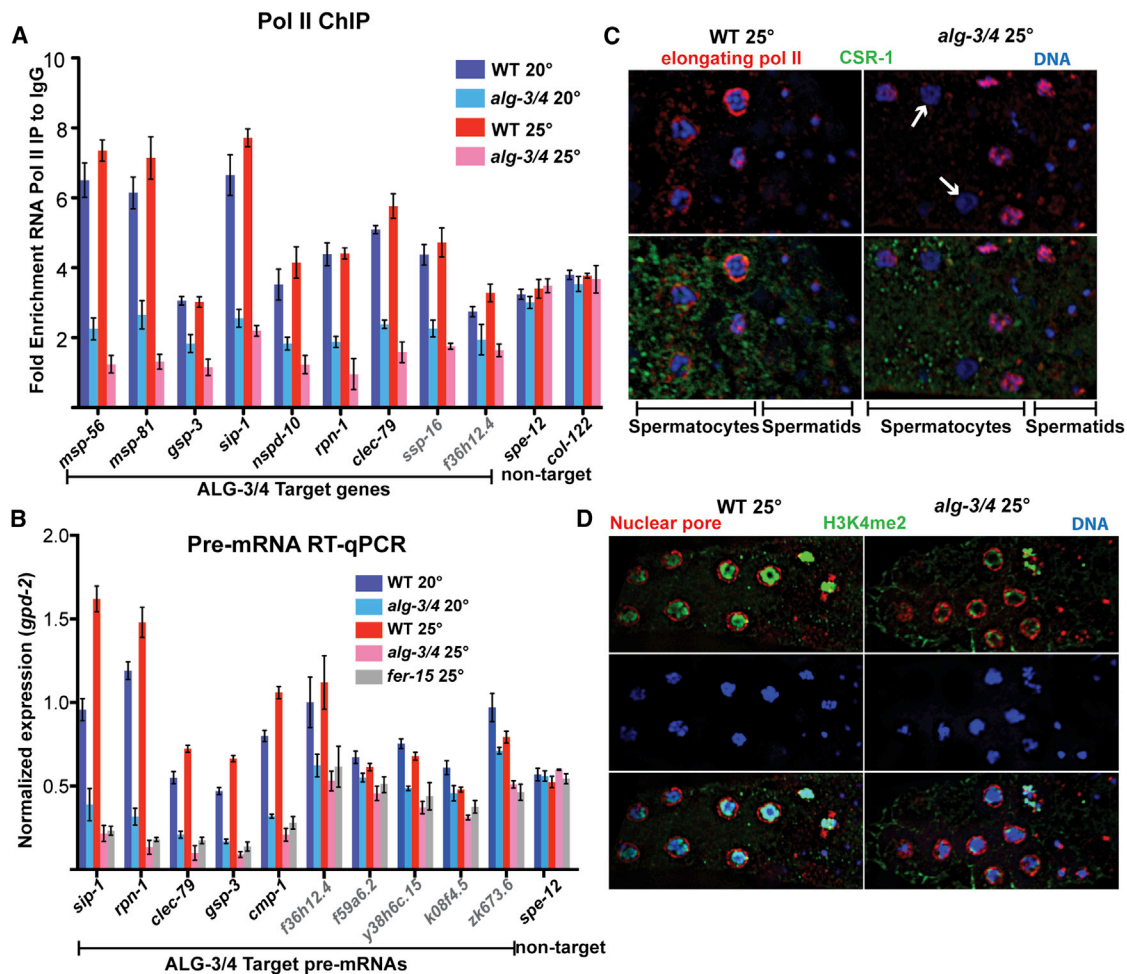 A
Pol II ChIP
Fold Enrichment RNA Pol II IP to IgG
10
8
6
4
2
WT 20°
alg-3/4 20°
WT 25°
alg-3/4 25°
msp-56
msp-81
gsp-3
sip-1
nspd-10
rpn-1
clec-79
ssp-16
f36h12.4
spe-12
col-122
ALG-3/4 Target genes
non-target
B
Pre-mRNA RT-qPCR
Normalized expression (gpd-2)
2.0
1.5
1.0
0.5
WT 20°
alg-3/4 20°
WT 25°
alg-3/4 25°
fer-15 25°
sip-1
rpn-1
clec-79
gsp-3
cmp-1
f36h12.4
f59a6.2
y38h6c.15
k08f4.5
zk673.6
spe-12
ALG-3/4 Target pre-mRNAs
non-target
C
WT 25°
alg-3/4 25°
elongating pol II
CSR-1
DNA
Spermatocytes
Spermatids
Spermatocytes
Spermatids
D
WT 25°
alg-3/4 25°
Nuclear pore
H3K4me2
DNA